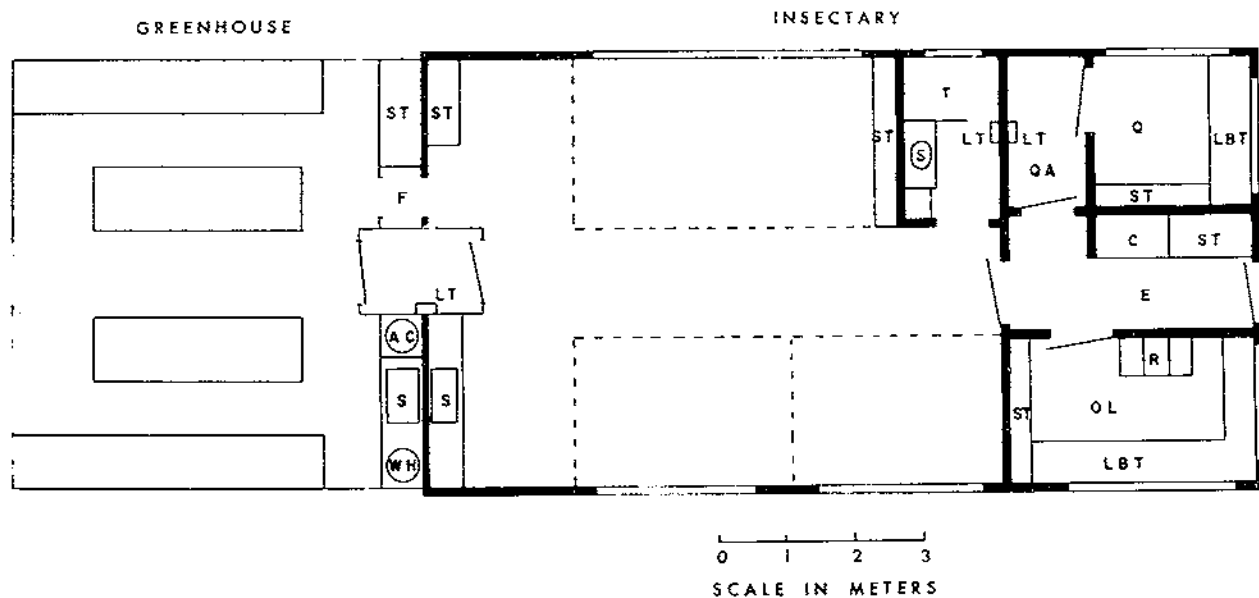 GREENHOUSE
INSECTARY
ST
ST
ST
T
S
LT
LT
QA
Q
LBT
ST
F
C
ST
LT
E
AC
S
S
WH
R
ST
OL
LBT
0 1 2 3
SCALE IN METERS